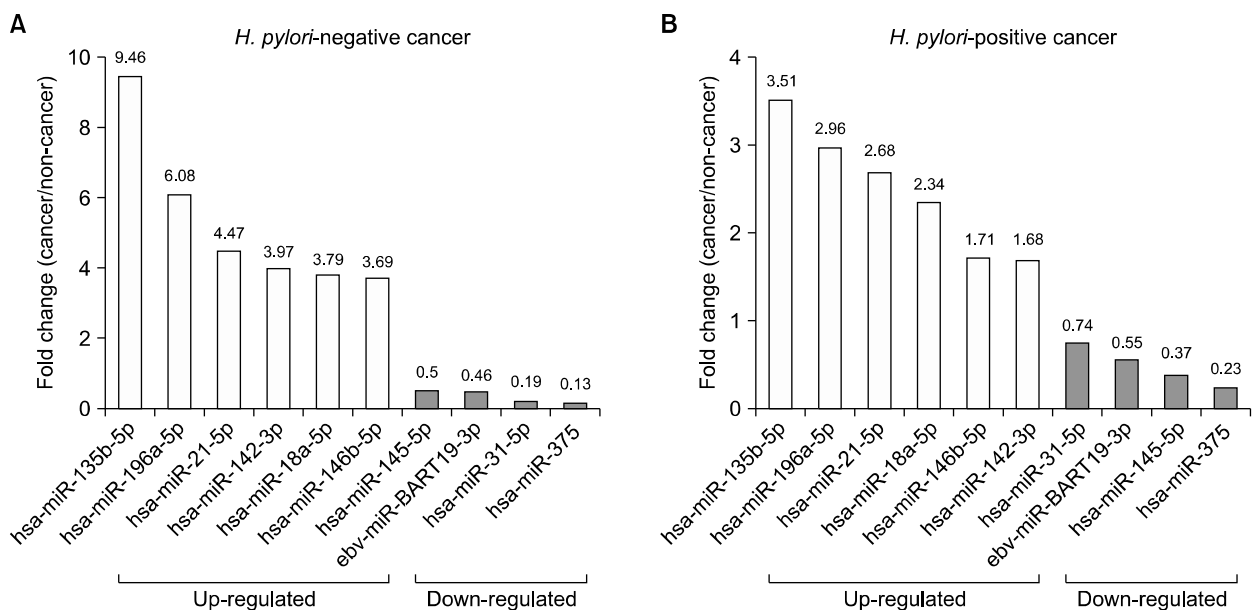 A
H. pylori-negative cancer
Fold change (cancer/non-cancer)
10
8
6
4
2
0
9.46
6.08
4.47
3.97
3.79
3.69
0.5
0.46
0.19
0.13
hsa-miR-135b-5p
hsa-miR-196a-5p
hsa-miR-21-5p
hsa-miR-142-3p
hsa-miR-18a-5p
hsa-miR-146b-5p
hsa-miR-145-5p
ebv-miR-BART19-3p
hsa-miR-31-5p
hsa-miR-375
Up-regulated
Down-regulated
B
H. pylori-positive cancer
Fold change (cancer/non-cancer)
4
3
2
1
0
3.51
2.96
2.68
2.34
1.71
1.68
0.74
0.55
0.37
0.23
hsa-miR-135b-5p
hsa-miR-196a-5p
hsa-miR-21-5p
hsa-miR-18a-5p
hsa-miR-146b-5p
hsa-miR-142-3p
hsa-miR-31-5p
ebv-miR-BART19-3p
hsa-miR-145-5p
hsa-miR-375
Up-regulated
Down-regulated